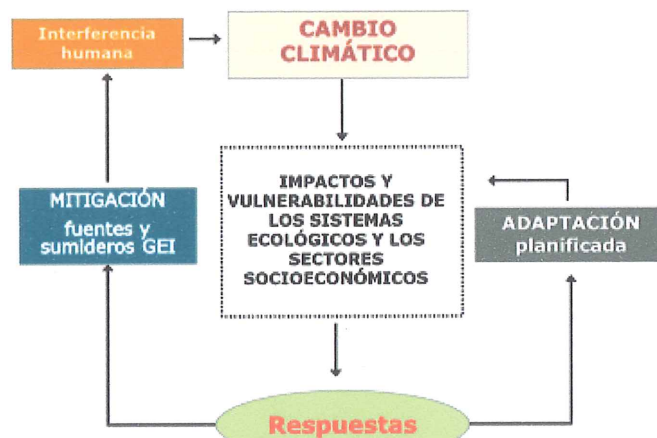 Interferencia
humana
CAMBIO
CLIMÁTICO
IMPACTOS Y
VULNERABILIDADES DE
LOS SISTEMAS
ECOLÓGICOS Y LOS
SECTORES
SOCIOECONÓMICOS
MITIGACIÓN
fuentes y
sumideros GEI
ADAPTACIÓN
planificada
Respuestas